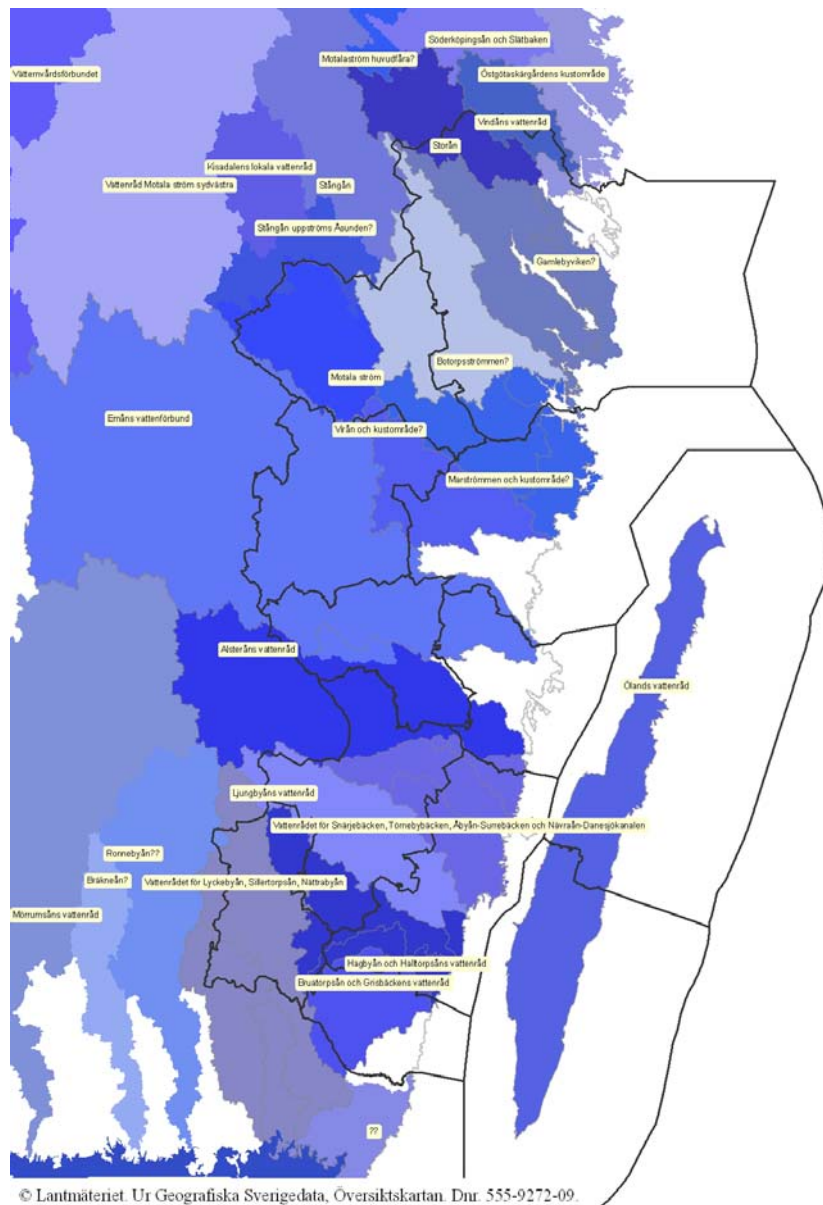 Söderköpingsån och Slätbaken
Motalaström huvudfåra?
Vätternvårdsförbundet
Östgötaskärgårdens kustområde
Vindåns vattenråd
Storån
Kisadalens lokala vattenråd
Vattenråd Motala ström sydvästra
Stångån
Stångån uppströms Åsunden?
Gamlebyviken?
Botorpsströmmen?
Motala ström
Emåns vattenförbund
Virån och kustområde?
Marströmmen och kustområde?
Alsteråns vattenråd
Ölands vattenråd
Ljungbyåns vattenråd
Vattenrådet för Snärjebäcken, Törnebybäcken, Åbyån-Surrebäcken och Nävraån-Danesjökanalen
Ronnebyån??
Bräkneån?
Vattenrådet för Lyckebyån, Sillertorpsån, Nättrabyån
Mörrumsåns vattenråd
Hagbyån och Halltorpsåns vattenråd
Bruatorpsån och Grisbäckens vattenråd
??
© Lantmäteriet. Ur Geografiska Sverigedata, Översiktskartan. Dnr. 555-9272-09.